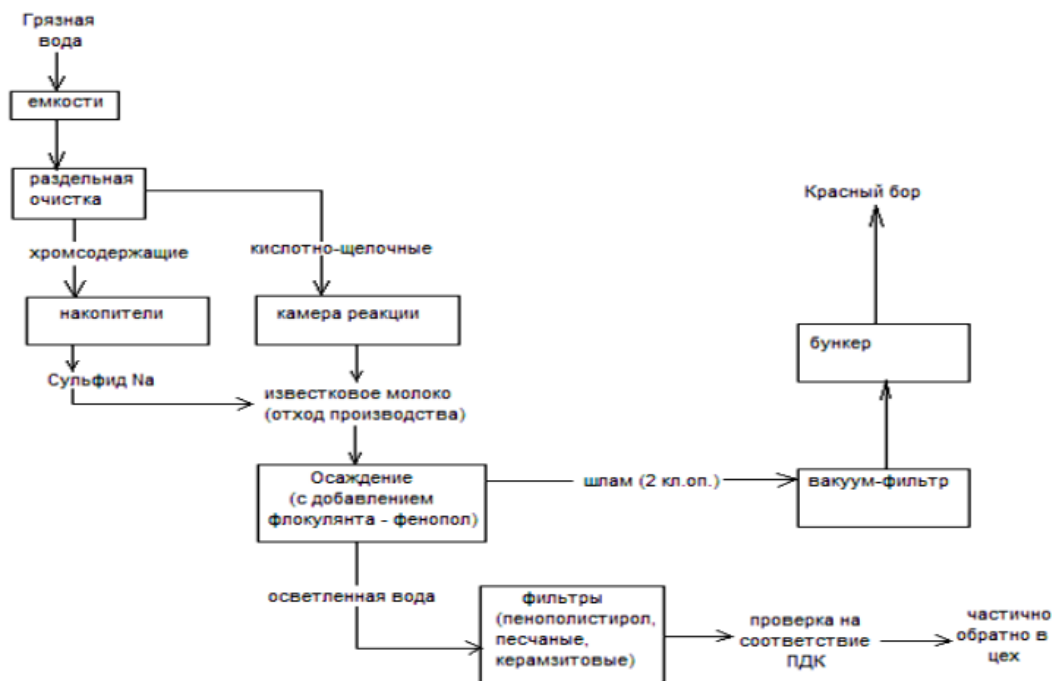 Грязная
вода
емкости
раздельная
очистка
Красный бор
хромсодержащие
кислотно-щелочные
накопители
камера реакции
бункер
Сульфид Na
известковое молоко
(отход производства)
Осаждение
(с добавлением
флокулянта - фенопол)
шлам (2 кл.оп.)
вакуум-фильтр
осветленная вода
фильтры
(пенополистирол,
песчаные,
керамзитовые)
проверка на
соответствие
ПДК
частично
обратно в
цех